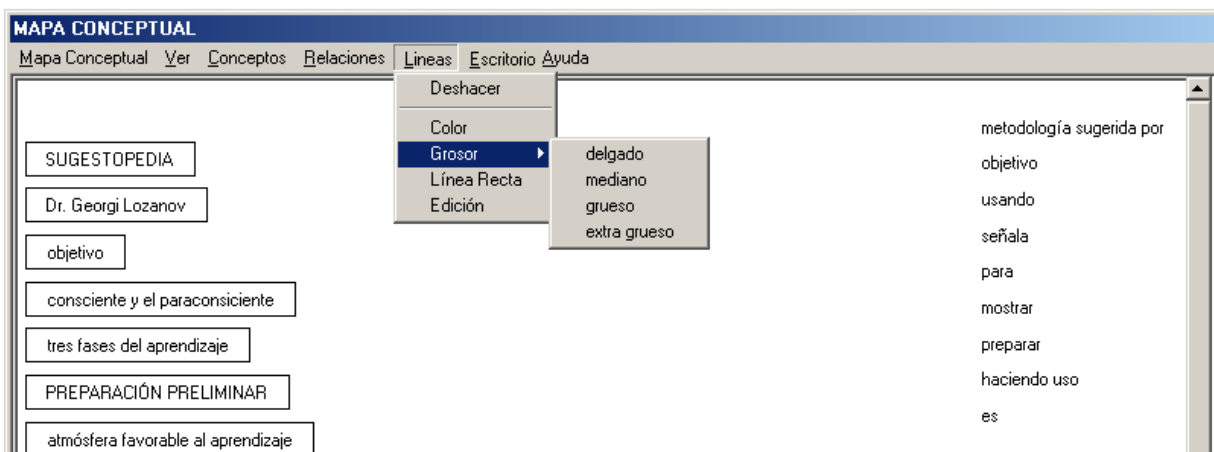 MAPA CONCEPTUAL
Mapa Conceptual Ver Conceptos Relaciones Lineas Escritorio Ayuda
Deshacer
Color
Grosor
Línea Recta
Edición
delgado
mediano
grueso
extra grueso
SUGESTOPEDIA
Dr. Georgi Lozanov
objetivo
consciente y el paraconsiciente
tres fases del aprendizaje
PREPARACIÓN PRELIMINAR
atmósfera favorable al aprendizaje
metodología sugerida por
objetivo
usando
señala
para
mostrar
preparar
haciendo uso
es